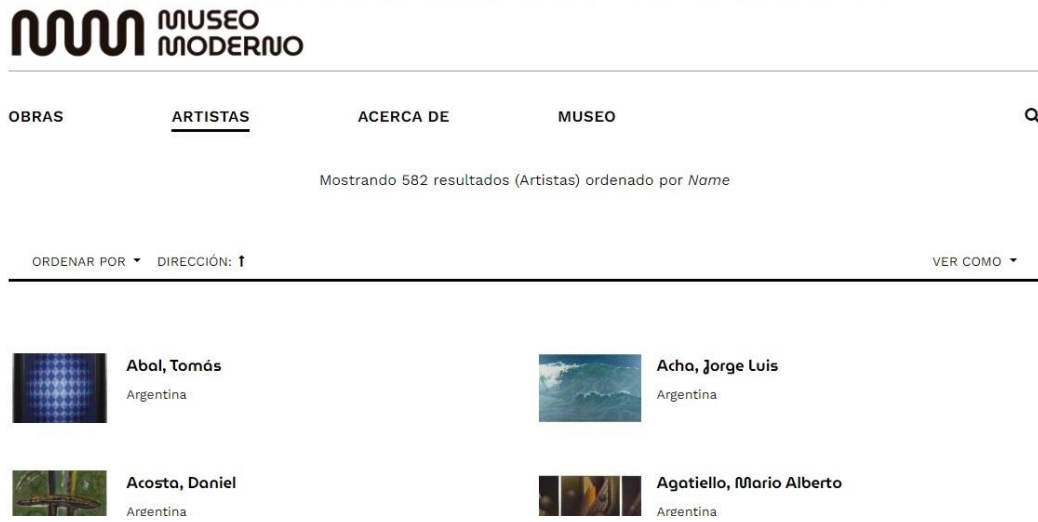 MUSEO
MODERNO
OBRAS ARTISTAS ACERCA DE MUSEO
Mostrando 582 resultados (Artistas) ordenado por Name
ORDENAR POR DIRECCIÓN: VER COMO
Abal, Tomás
Argentina
Acha, Jorge Luis
Argentina
Acosta, Daniel
Argentina
Agatiello, Mario Alberto
Argentina